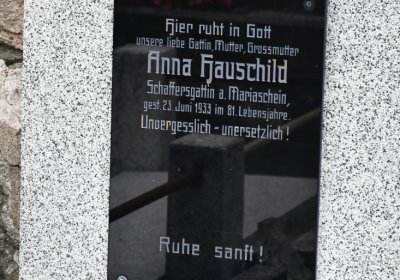 Hier ruht in Gott
unsere liebe Gattin, Mutter, Grossmutter
Anna Hauschild
Schaffersgattin a. Mariaschein,
gest. 23. Juni 1933 im 81. Lebensjahre.
Unvergesslich - unersetzlich!
Ruhe sanft!